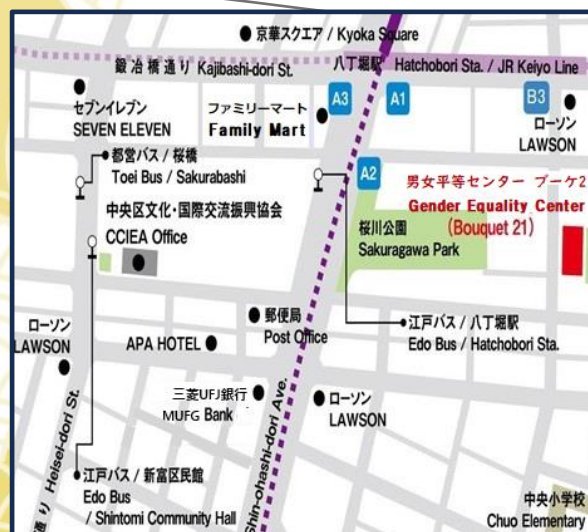 京華スクエア / Kyoka Square
鍛冶橋通り Kajibashi-dori St.
八丁堀駅 Hatchobori Sta. / JR Keiyo Line
A3
A1
B3
セブンイレブン
SEVEN ELEVEN
ファミリーマート
Family Mart
ローソン
LAWSON
都営バス / 桜橋
Toei Bus / Sakurabashi
A2
男女平等センター ブーケ2
Gender Equality Center
(Bouquet 21)
中央区文化・国際交流振興協会
CCIEA Office
桜川公園
Sakuragawa Park
郵便局
Post Office
江戸バス / 八丁堀駅
Edo Bus / Hatchobori Sta.
ローソン
LAWSON
APA HOTEL
三菱UFJ銀行
MUFG Bank
ローソン
LAWSON
通り Heisei-dori St.
Shin-ohashi-dori Ave.
江戸バス / 新富区民館
Edo Bus
/ Shintomi Community Hall
中央小学校
Chuo Elementary